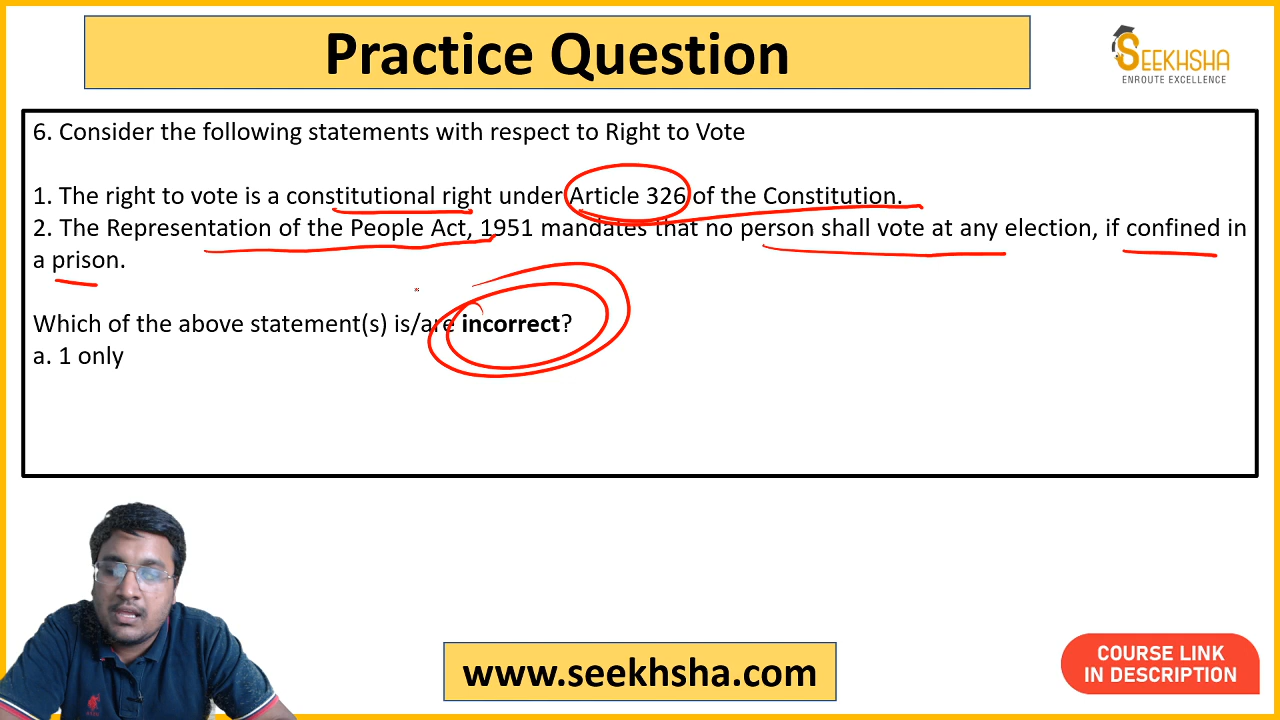 Practice Question
SEEKHSHA
ENROUTE EXCELLENCE
6. Consider the following statements with respect to Right to Vote
1. The right to vote is a constitutional right under Article 326 of the Constitution.
2. The Representation of the People Act, 1951 mandates that no person shall vote at any election, if confined in
a prison.
Which of the above statement(s) is/are incorrect?
a. 1 only
www.seekhsha.com
COURSE LINK
IN DESCRIPTION